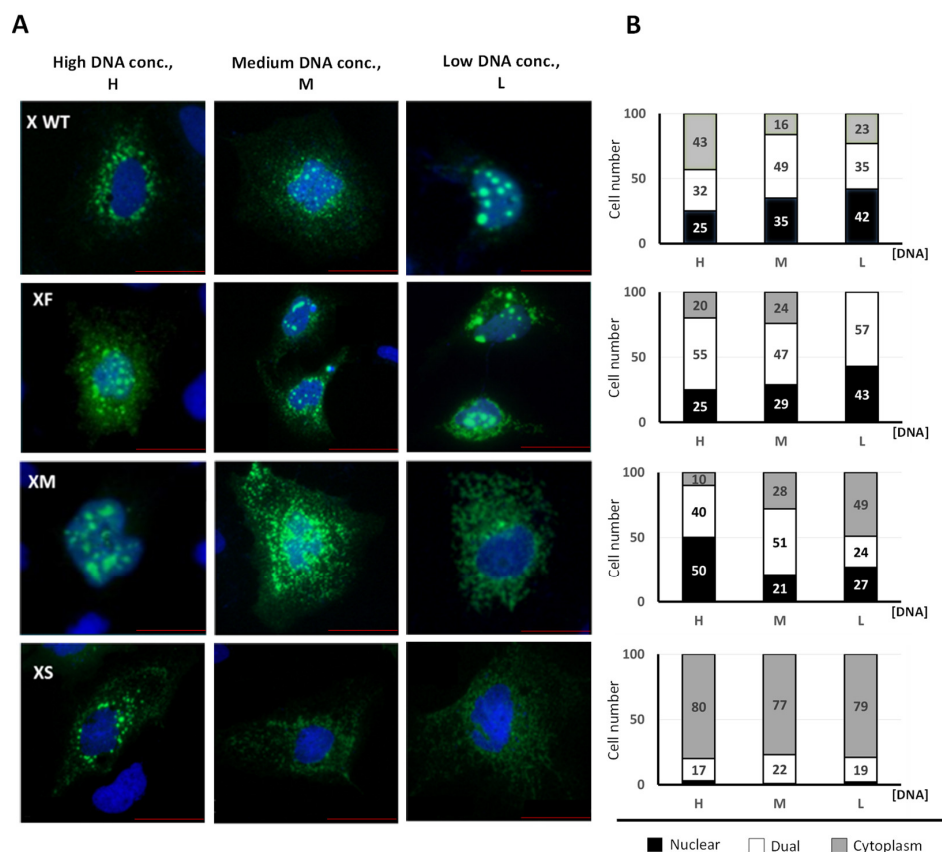 A
B
High DNA conc.,
H
Medium DNA conc.,
M
Low DNA conc.,
L
X WT
XF
XM
XS
Cell number
100
50
0
43
32
25
16
49
35
23
35
42
H
M
L
[DNA]
Cell number
100
50
0
20
55
25
24
47
29
57
43
H
M
L
[DNA]
Cell number
100
50
0
10
40
50
28
51
21
49
24
27
H
M
L
[DNA]
Cell number
100
50
0
80
17
77
22
79
19
H
M
L
[DNA]
Nuclear
Dual
Cytoplasm